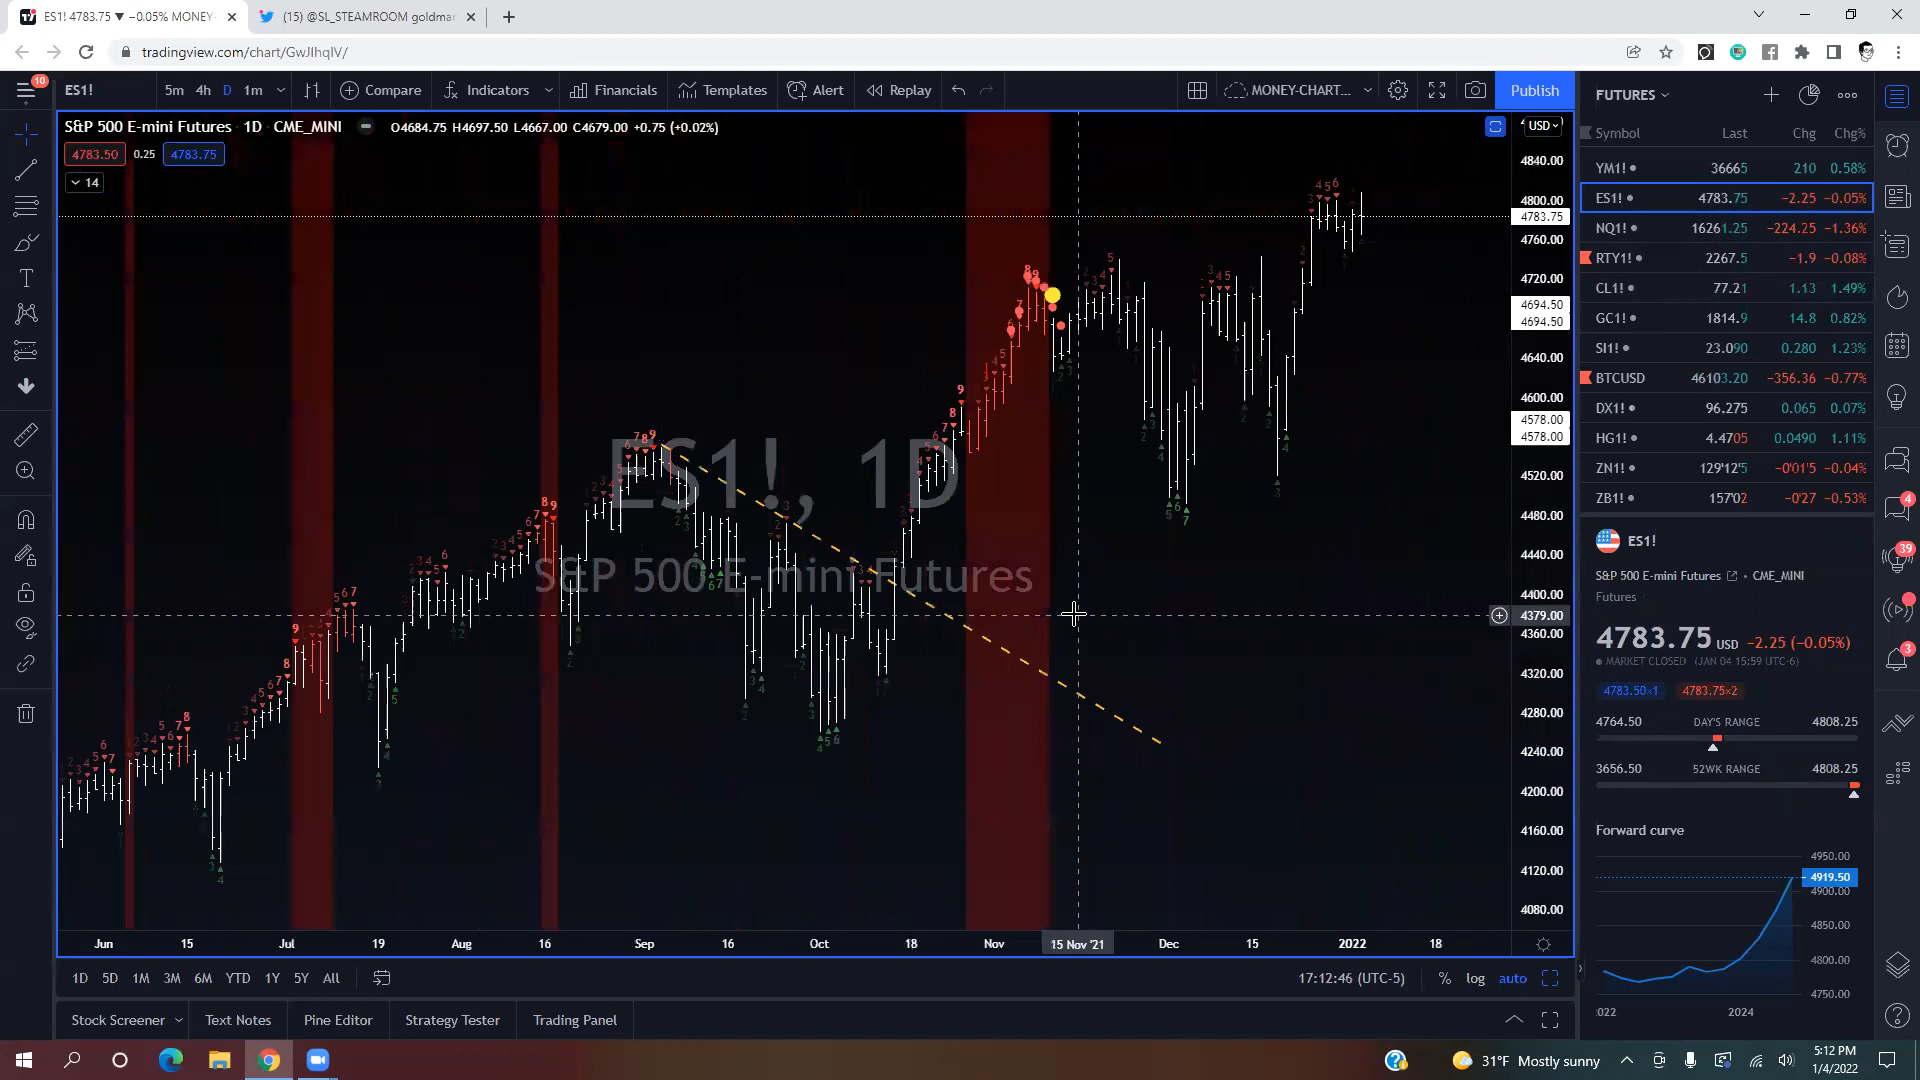 ES1! 4783.75 ▼ −0.05% MONEY-
(15) @SL_STEAMROOM goldmar
tradingview.com/chart/GwJIhqIV/
10
ES1!
5m 4h D 1m
Compare
Indicators
Financials
Templates
Alert
Replay
MONEY-CHART...
Publish
S&P 500 E-mini Futures 1D CME_MINI
O4684.75 H4697.50 L4667.00 C4679.00 +0.75 (+0.02%)
4783.50 0.25 4783.75
14
USD
4840.00
4800.00
4783.75
4760.00
4720.00
4694.50
4694.50
4640.00
4600.00
4578.00
4578.00
4520.00
4480.00
4440.00
4400.00
4379.00
4360.00
4320.00
4280.00
4240.00
4200.00
4160.00
4120.00
4080.00
ES1!, 1D
S&P 500 E-mini Futures
Jun 15 Jul 19 Aug 16 Sep 16 Oct 18 Nov 15 Nov '21 Dec 15 2022 18
1D 5D 1M 3M 6M YTD 1Y 5Y All
17:12:46 (UTC-5) % log auto
Stock Screener Text Notes Pine Editor Strategy Tester Trading Panel
FUTURES
Symbol Last Chg Chg%
YM1! 36665 210 0.58%
ES1! 4783.75 −2.25 −0.05%
NQ1! 16261.25 −224.25 −1.36%
RTY1! 2267.5 −1.9 −0.08%
CL1! 77.21 1.13 1.49%
GC1! 1814.9 14.8 0.82%
SI1! 23.090 0.280 1.23%
BTCUSD 46103.20 −356.36 −0.77%
DX1! 96.275 0.065 0.07%
HG1! 4.4705 0.0490 1.11%
ZN1! 129'12'5 −0'01'5 −0.04%
ZB1! 157'02 −0'27 −0.53%
ES1!
S&P 500 E-mini Futures • CME_MINI
Futures
4783.75 USD −2.25 (−0.05%)
MARKET CLOSED (JAN 04 15:59 UTC-6)
4783.50×1 4783.75×2
4764.50 DAY'S RANGE 4808.25
3656.50 52WK RANGE 4808.25
Forward curve
4950.00
4919.50
4900.00
4850.00
4800.00
4750.00
2022 2024
4
39
3
31°F Mostly sunny
5:12 PM
1/4/2022